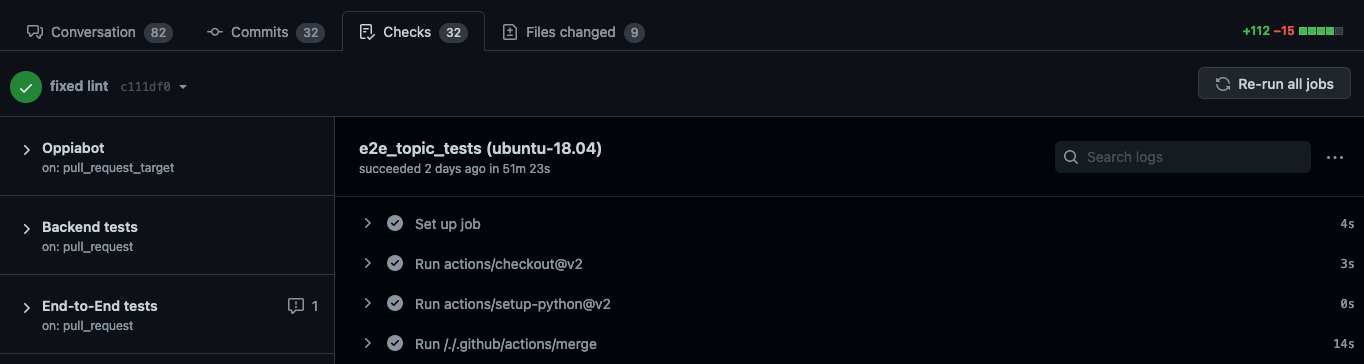 Conversation 82 Commits 32 Checks 32 Files changed 9 +112 −15
fixed lint c111df0 Re-run all jobs
Oppiabot
on: pull_request_target
Backend tests
on: pull_request
End-to-End tests 1
on: pull_request
e2e_topic_tests (ubuntu-18.04)
succeeded 2 days ago in 51m 23s
Search logs
Set up job 4s
Run actions/checkout@v2 3s
Run actions/setup-python@v2 0s
Run /./.github/actions/merge 14s